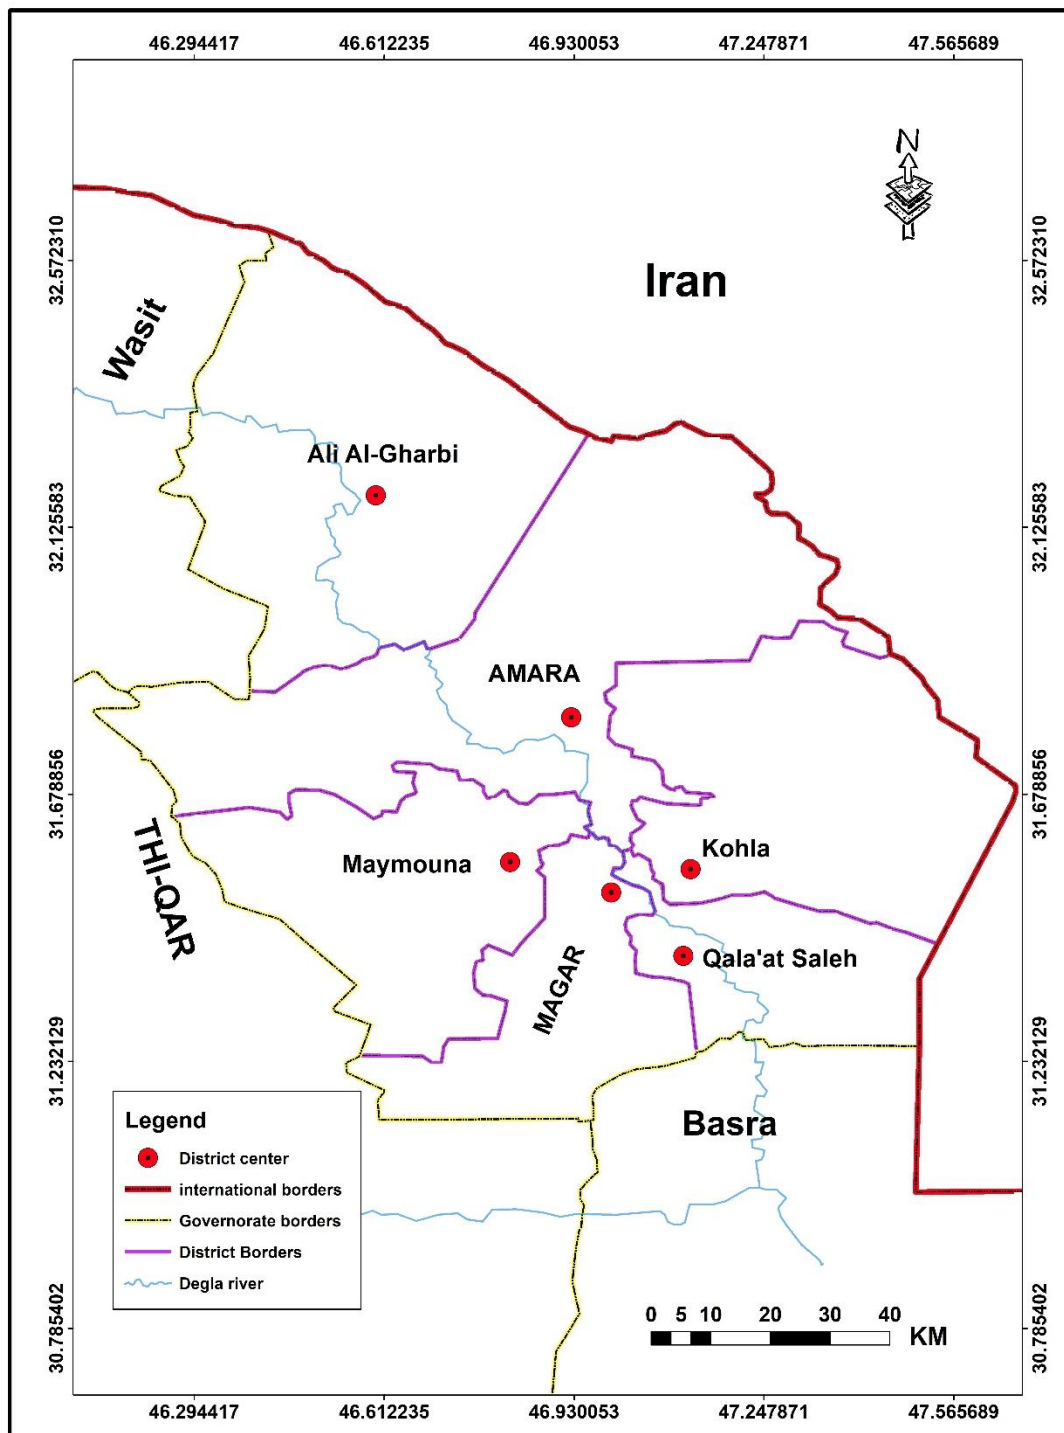 46.294417 46.612235 46.930053 47.247871 47.565689
N
32.572310
32.572310
Iran
Wasit
Ali Al-Gharbi
32.125583
32.125583
AMARA
31.678856
31.678856
THI-QAR
Maymouna
Kohla
MAGAR
Qala'at Saleh
31.232129
31.232129
Basra
Legend
District center
international borders
Governorate borders
District Borders
Degla river
30.785402
30.785402
0 5 10 20 30 40
KM
46.294417 46.612235 46.930053 47.247871 47.565689